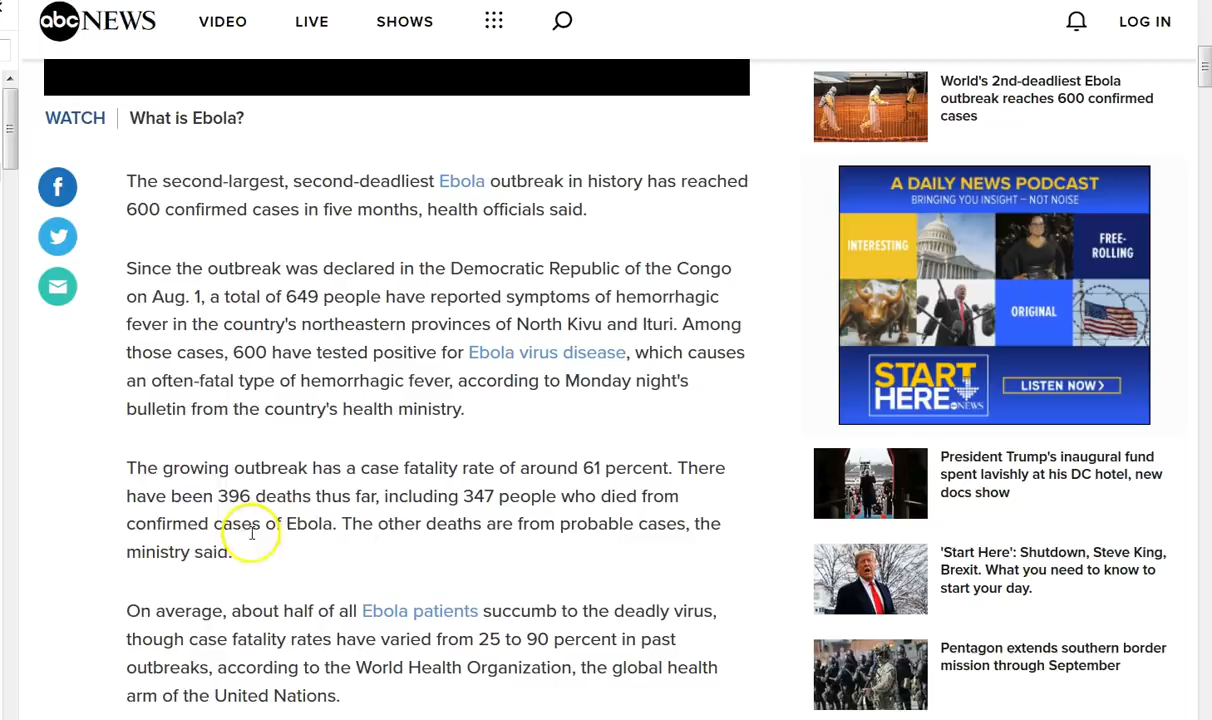 abc NEWS
VIDEO
LIVE
SHOWS
LOG IN
WATCH
What is Ebola?
The second-largest, second-deadliest Ebola outbreak in history has reached
600 confirmed cases in five months, health officials said.
Since the outbreak was declared in the Democratic Republic of the Congo
on Aug. 1, a total of 649 people have reported symptoms of hemorrhagic
fever in the country's northeastern provinces of North Kivu and Ituri. Among
those cases, 600 have tested positive for Ebola virus disease, which causes
an often-fatal type of hemorrhagic fever, according to Monday night's
bulletin from the country's health ministry.
The growing outbreak has a case fatality rate of around 61 percent. There
have been 396 deaths thus far, including 347 people who died from
confirmed cases of Ebola. The other deaths are from probable cases, the
ministry said.
On average, about half of all Ebola patients succumb to the deadly virus,
though case fatality rates have varied from 25 to 90 percent in past
outbreaks, according to the World Health Organization, the global health
arm of the United Nations.
World's 2nd-deadliest Ebola
outbreak reaches 600 confirmed
cases
A DAILY NEWS PODCAST
BRINGING YOU INSIGHT – NOT NOISE
INTERESTING
FREE-
ROLLING
ORIGINAL
START
HERE
abc NEWS
LISTEN NOW >
President Trump's inaugural fund
spent lavishly at his DC hotel, new
docs show
'Start Here': Shutdown, Steve King,
Brexit. What you need to know to
start your day.
Pentagon extends southern border
mission through September